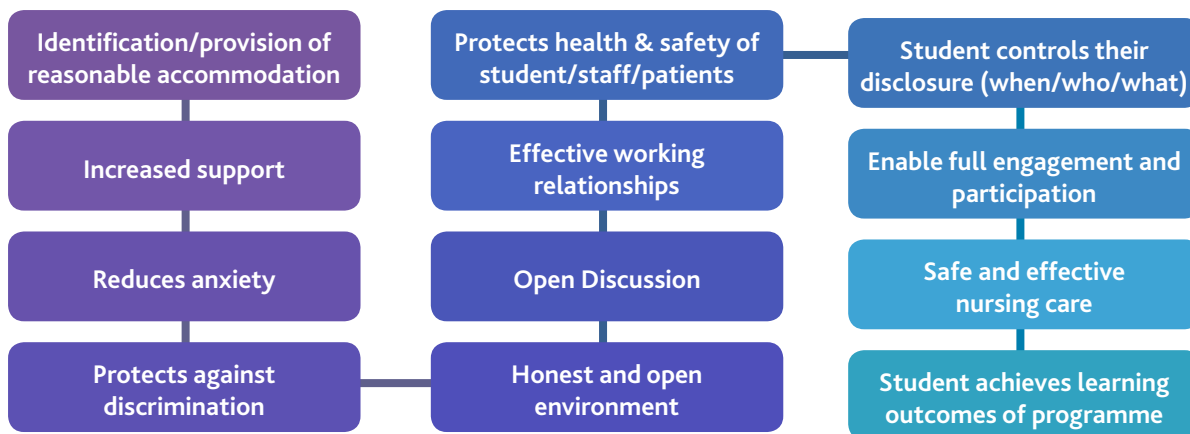 Identification/provision of
reasonable accommodation
Increased support
Reduces anxiety
Protects against
discrimination
Honest and open
environment
Open Discussion
Effective working
relationships
Protects health & safety of
student/staff/patients
Student controls their
disclosure (when/who/what)
Enable full engagement and
participation
Safe and effective
nursing care
Student achieves learning
outcomes of programme